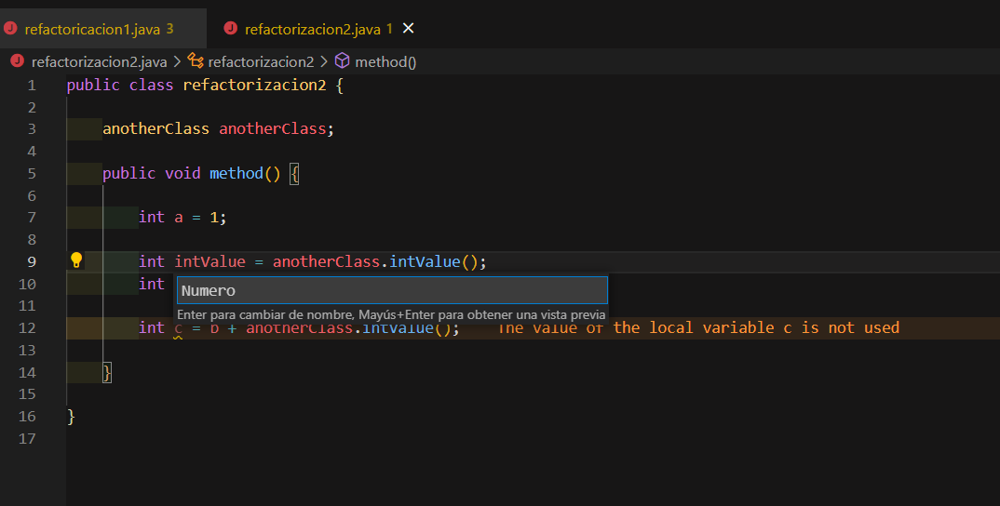 refactoricacion1.java 3 refactorizacion2.java 1
refactorizacion2.java > refactorizacion2 > method()
1 public class refactorizacion2 {
2
3 anotherClass anotherClass;
4
5 public void method() {
6
7 int a = 1;
8
9 int intValue = anotherClass.intValue();
10 int
Numero
11
Enter para cambiar de nombre, Mayús+Enter para obtener una vista previa
12 int c = b + anotherClass.intValue(); The value of the local variable c is not used
13
14 }
15
16 }
17